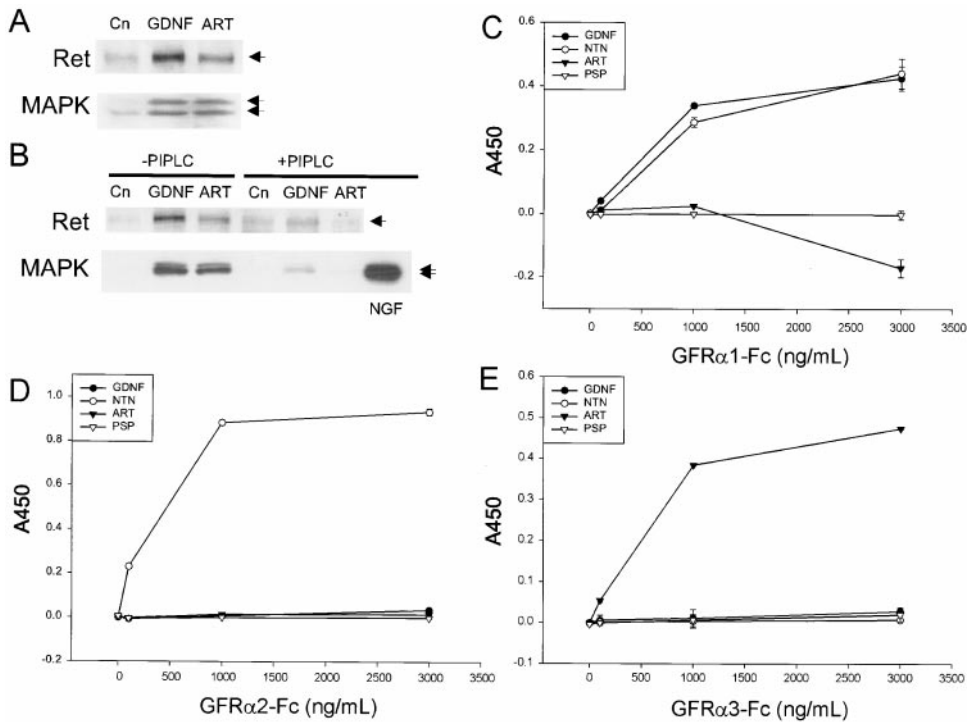 A
Cn GDNF ART
Ret
MAPK
B
-PIPLC +PIPLC
Cn GDNF ART Cn GDNF ART
Ret
MAPK
NGF
C
GDNF
NTN
ART
PSP
0.6
0.4
0.2
0.0
-0.2
A450
0 500 1000 1500 2000 2500 3000 3500
GFRα1-Fc (ng/mL)
D
GDNF
NTN
ART
PSP
1.0
0.8
0.6
0.4
0.2
0.0
-0.2
A450
0 500 1000 1500 2000 2500 3000 3500
GFRα2-Fc (ng/mL)
E
GDNF
NTN
ART
PSP
0.6
0.5
0.4
0.3
0.2
0.1
0.0
-0.1
A450
0 500 1000 1500 2000 2500 3000 3500
GFRα3-Fc (ng/mL)